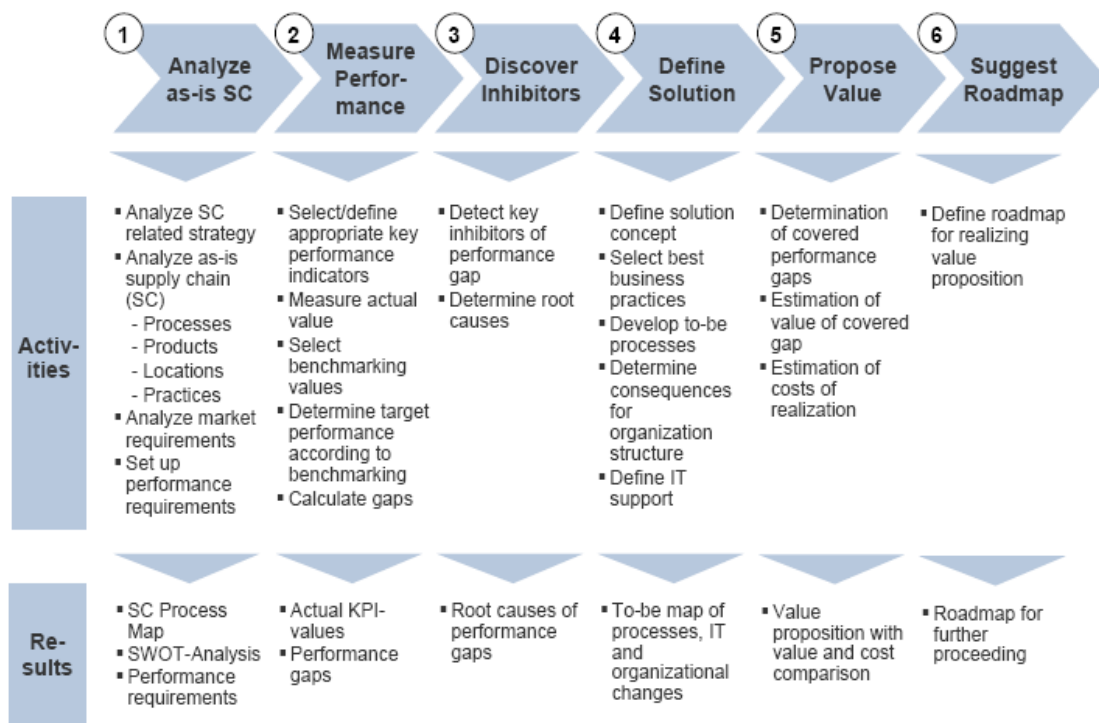 1
Analyze
as-is SC
2
Measure
Perfor-
mance
3
Discover
Inhibitors
4
Define
Solution
5
Propose
Value
6
Suggest
Roadmap
Activ-
ities
▪ Analyze SC
related strategy
▪ Analyze as-is
supply chain
(SC)
- Processes
- Products
- Locations
- Practices
▪ Analyze market
requirements
▪ Set up
performance
requirements
▪ Select/define
appropriate key
performance
indicators
▪ Measure actual
value
▪ Select
benchmarking
values
▪ Determine target
performance
according to
benchmarking
▪ Calculate gaps
▪ Detect key
inhibitors of
performance
gap
▪ Determine root
causes
▪ Define solution
concept
▪ Select best
business
practices
▪ Develop to-be
processes
▪ Determine
consequences
for
organization
structure
▪ Define IT
support
▪ Determination
of covered
performance
gaps
▪ Estimation of
value of covered
gap
▪ Estimation of
costs of
realization
▪ Define roadmap
for realizing
value
proposition
Re-
sults
▪ SC Process
Map
▪ SWOT-Analysis
▪ Performance
requirements
▪ Actual KPI-
values
▪ Performance
gaps
▪ Root causes of
performance
gaps
▪ To-be map of
processes, IT
and
organizational
changes
▪ Value
proposition with
value and cost
comparison
▪ Roadmap for
further
proceeding